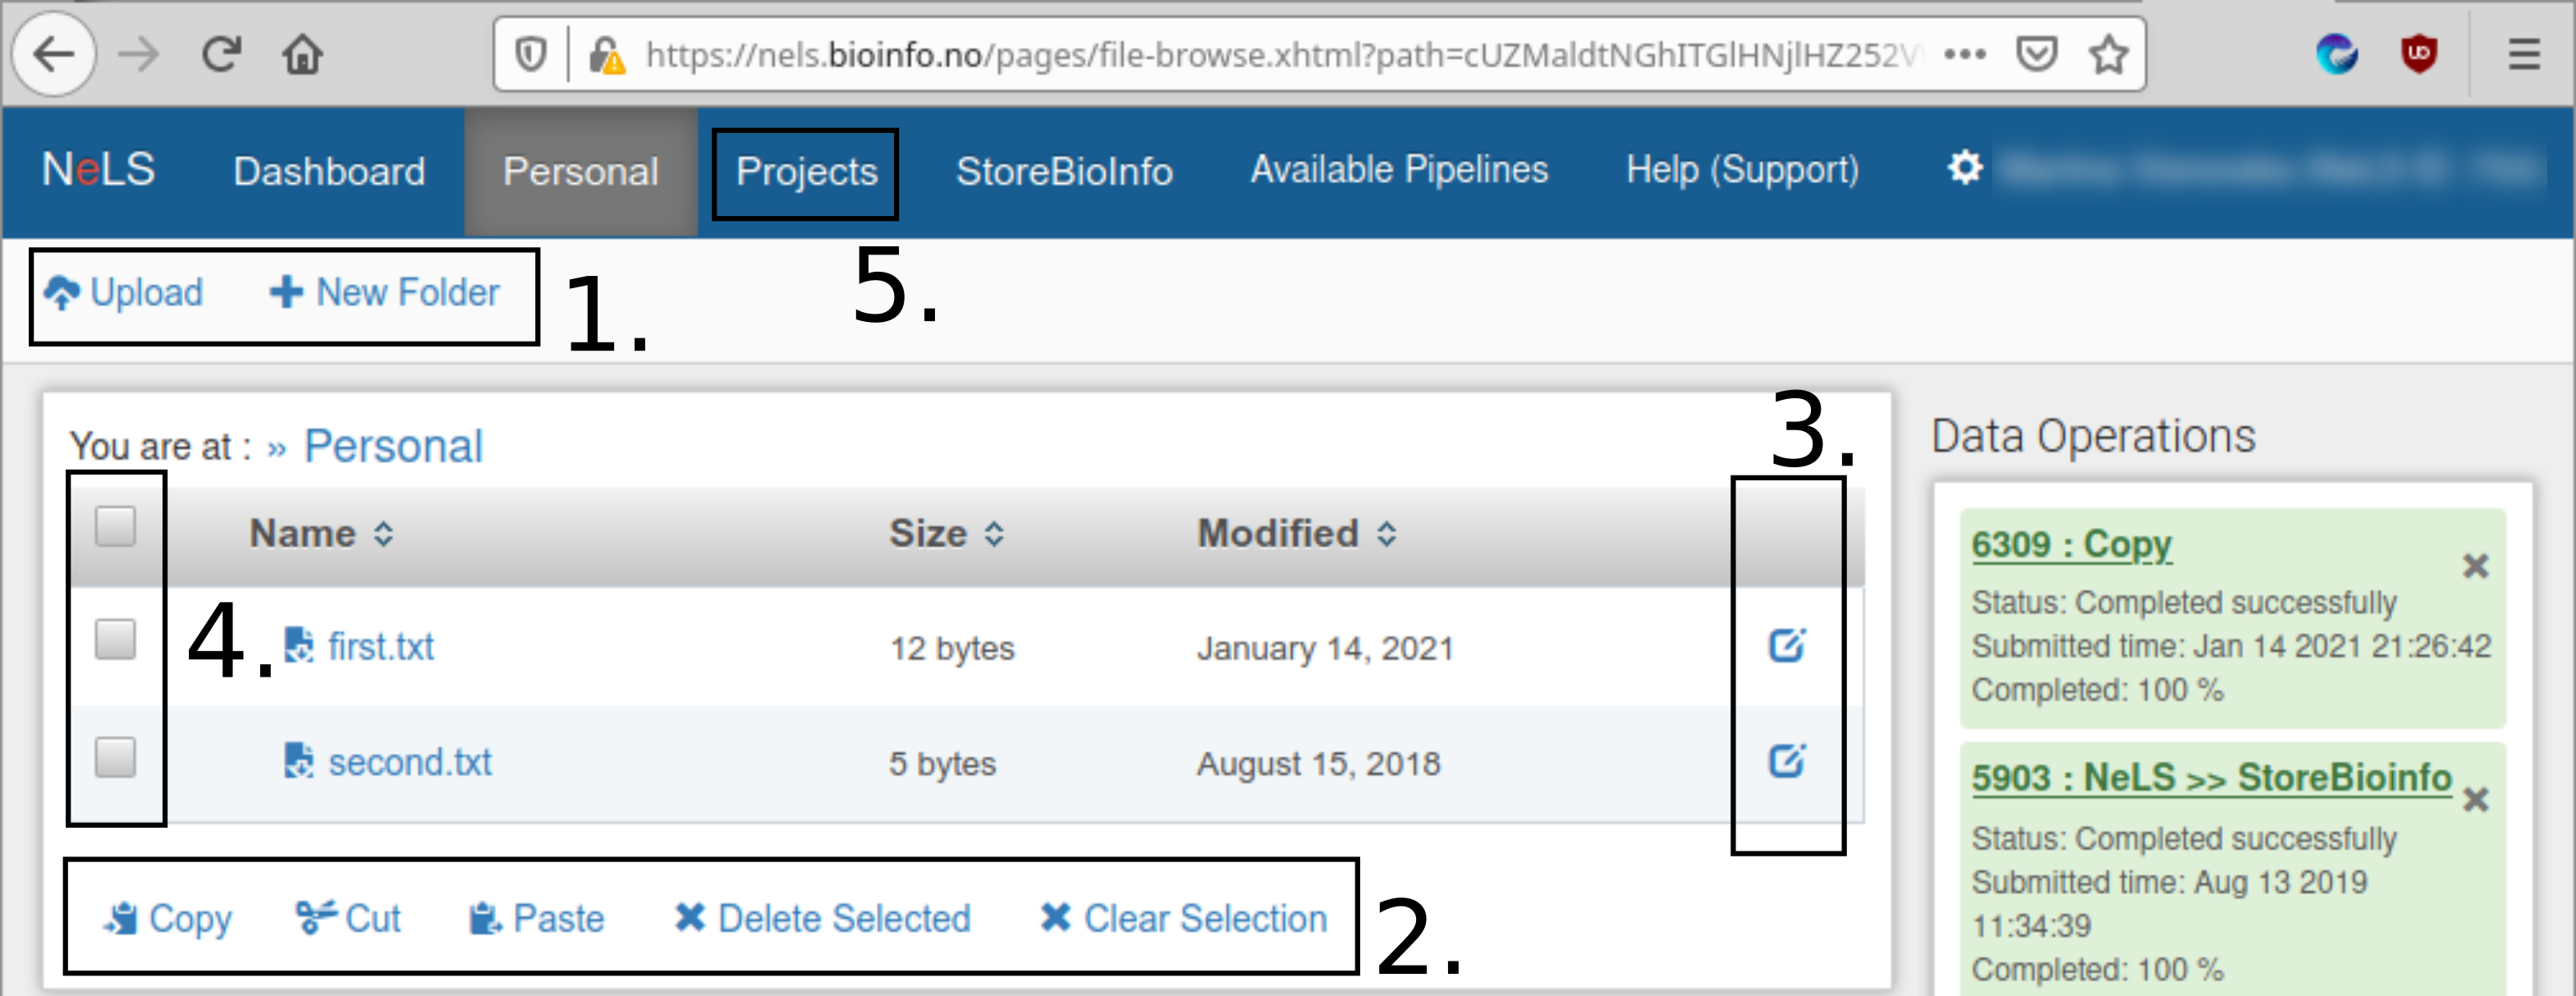 https://nels.bioinfo.no/pages/file-browse.xhtml?path=cUZMaldtNGhITGlHNjlHZ252V
NeLS Dashboard Personal Projects StoreBioInfo Available Pipelines Help (Support)
Upload New Folder 1. 5.
You are at : » Personal
3.
Name Size Modified
4. first.txt 12 bytes January 14, 2021
second.txt 5 bytes August 15, 2018
Copy Cut Paste Delete Selected Clear Selection 2.
Data Operations
6309 : Copy
Status: Completed successfully
Submitted time: Jan 14 2021 21:26:42
Completed: 100 %
5903 : NeLS >> StoreBioinfo
Status: Completed successfully
Submitted time: Aug 13 2019
11:34:39
Completed: 100 %